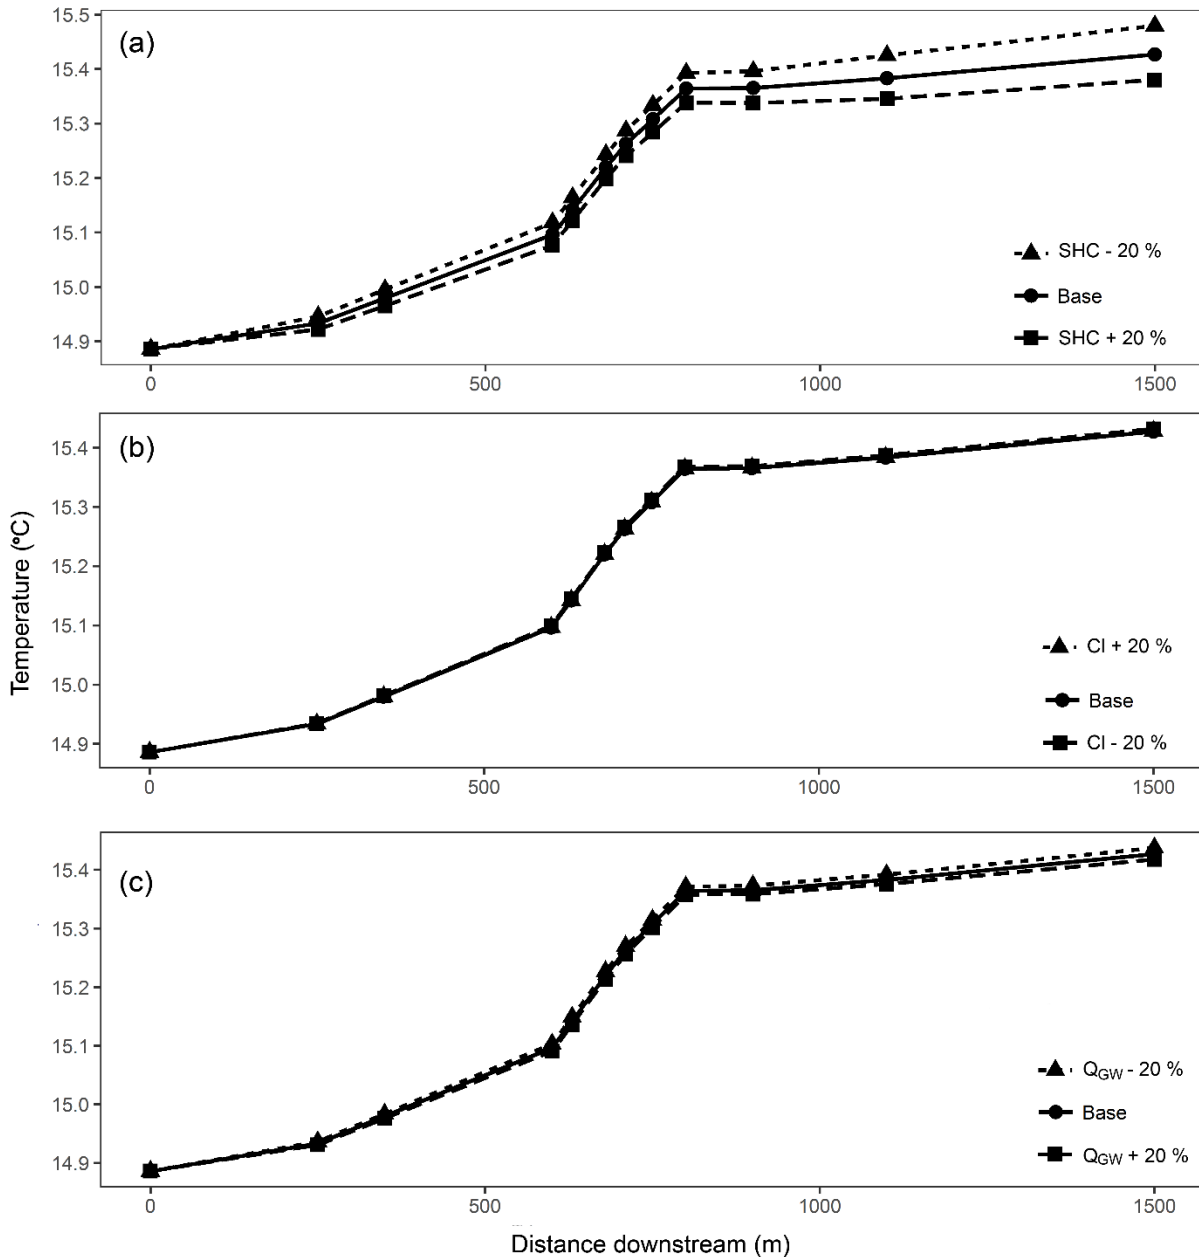 (a)
15.5
15.4
15.3
15.2
15.1
15.0
14.9
SHC - 20 %
Base
SHC + 20 %
0 500 1000 1500
(b)
15.4
15.3
15.2
15.1
15.0
14.9
Temperature (°C)
CI + 20 %
Base
CI - 20 %
0 500 1000 1500
(c)
15.4
15.3
15.2
15.1
15.0
14.9
QGW - 20 %
Base
QGW + 20 %
0 500 1000 1500
Distance downstream (m)